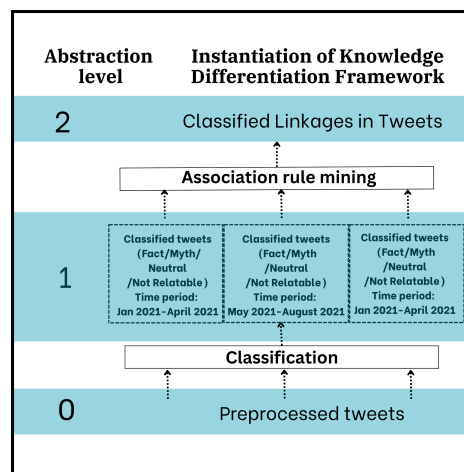 Abstraction level
Instantiation of Knowledge Differentiation Framework
2
Classified Linkages in Tweets
Association rule mining
1
Classified tweets
(Fact/Myth/
Neutral
/Not Relatable)
Time period:
Jan 2021-April 2021
Classified tweets
(Fact/Myth
/Neutral
/Not Relatable)
Time period:
May 2021-August 2021
Classified tweets
(Fact/Myth
/Neutral
/Not Relatable)
Time period:
Jan 2021-April 2021
Classification
0
Preprocessed tweets